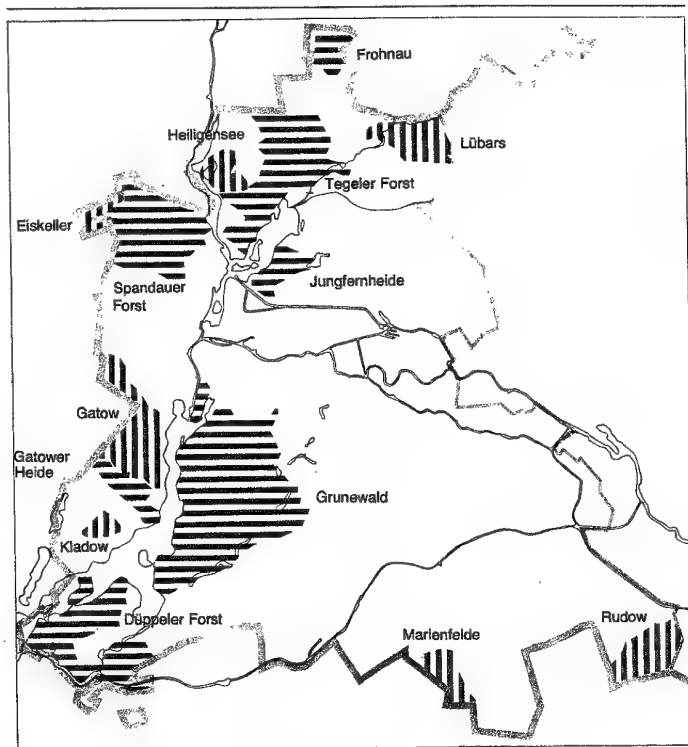 Frohnau
Heiligensee
Lübars
Tegeler Forst
Eiskeller
Jungfernheide
Spandauer
Forst
Gatow
Gatower
Heide
Grunewald
Kladow
Düppeler Forst
Rudow
Marienfelde